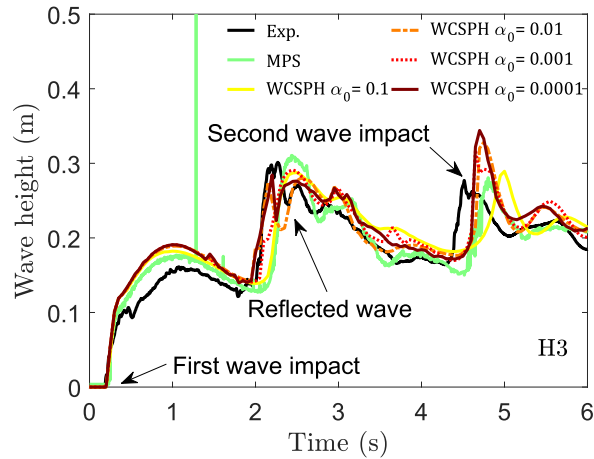 0.5
0.4
0.3
0.2
0.1
0
Wave height (m)
Exp.
MPS
WCSPH α₀= 0.1
WCSPH α₀= 0.01
WCSPH α₀= 0.001
WCSPH α₀= 0.0001
Second wave impact
Reflected wave
First wave impact
H3
0 1 2 3 4 5 6
Time (s)